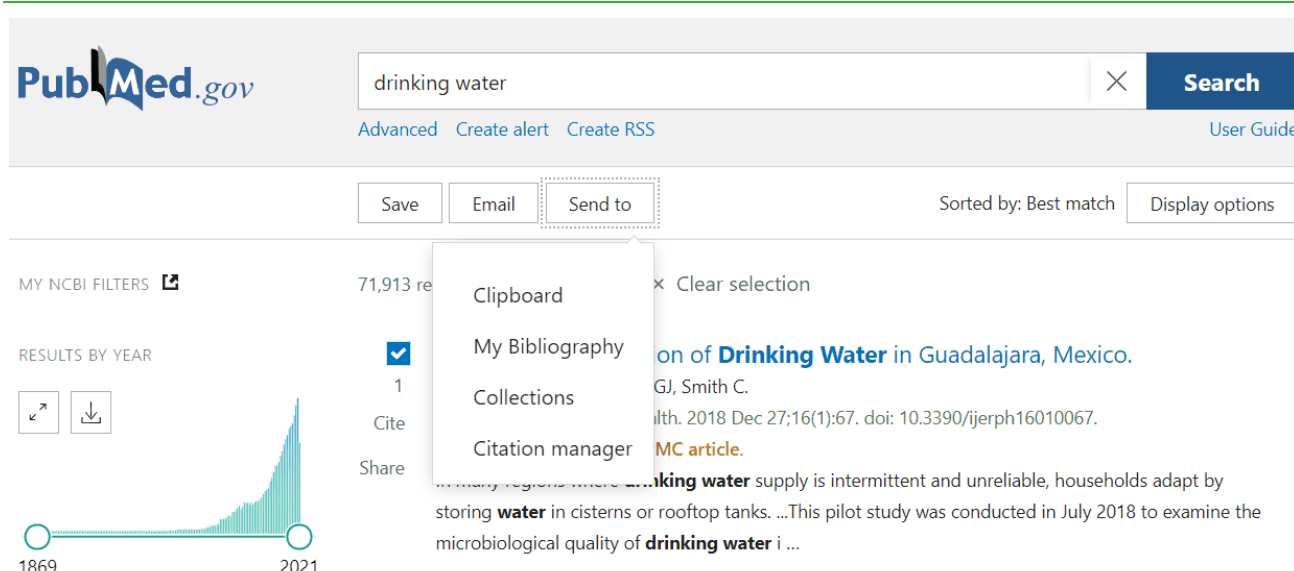 PubMed.gov
drinking water
Search
Advanced Create alert Create RSS
User Guide
Save Email Send to
Sorted by: Best match Display options
Clipboard
My Bibliography
Collections
Citation manager
MY NCBI FILTERS
71,913 re × Clear selection
RESULTS BY YEAR
on of Drinking Water in Guadalajara, Mexico.
1
GJ, Smith C.
Cite
lth. 2018 Dec 27;16(1):67. doi: 10.3390/ijerph16010067.
MC article.
Share
In many regions where drinking water supply is intermittent and unreliable, households adapt by
storing water in cisterns or rooftop tanks. ...This pilot study was conducted in July 2018 to examine the
microbiological quality of drinking water i ...
1869 2021